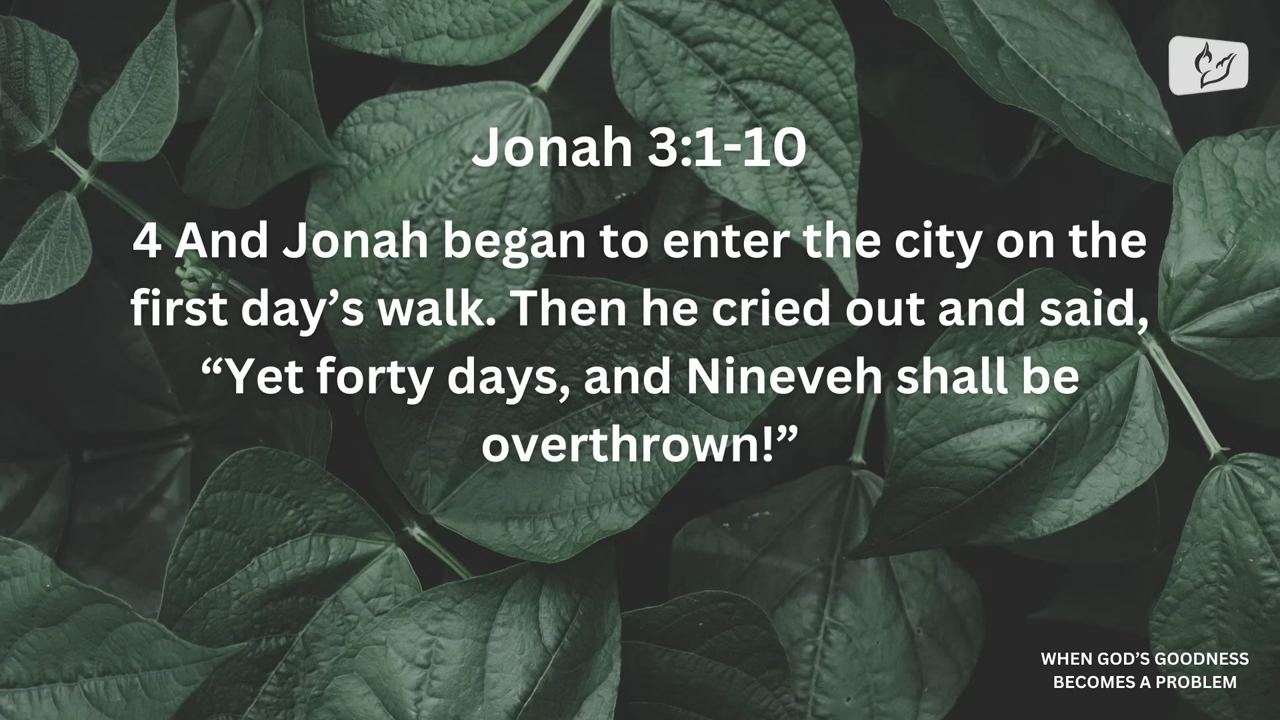 Jonah 3:1-10
4 And Jonah began to enter the city on the
first day’s walk. Then he cried out and said,
“Yet forty days, and Nineveh shall be
overthrown!”
WHEN GOD’S GOODNESS
BECOMES A PROBLEM